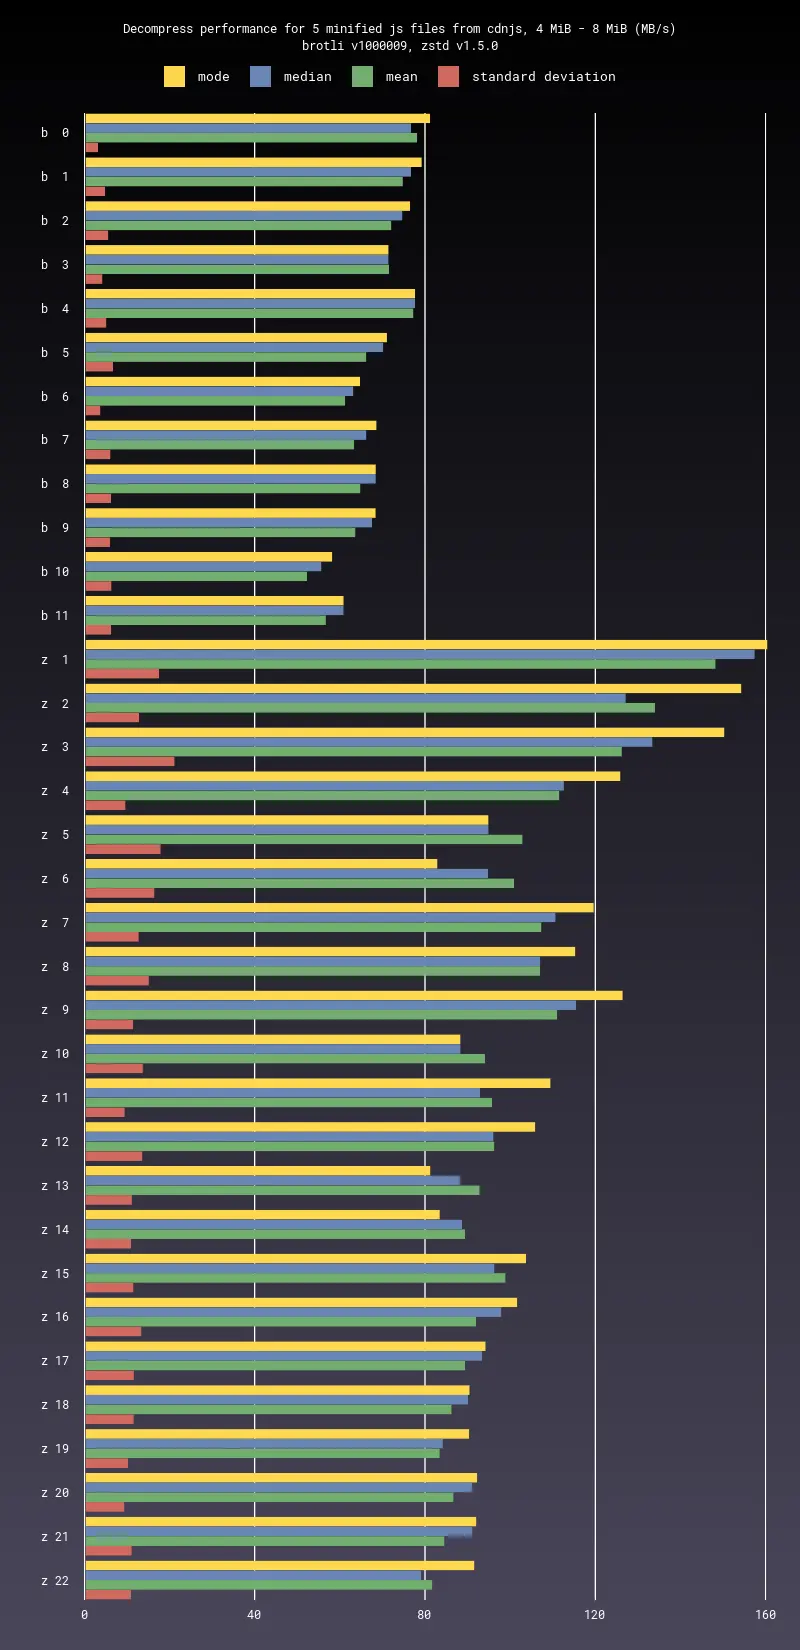 Decompress performance for 5 minified js files from cdnjs, 4 MiB - 8 MiB (MB/s)
brotli v1000009, zstd v1.5.0
mode median mean standard deviation
b 0
b 1
b 2
b 3
b 4
b 5
b 6
b 7
b 8
b 9
b 10
b 11
z 1
z 2
z 3
z 4
z 5
z 6
z 7
z 8
z 9
z 10
z 11
z 12
z 13
z 14
z 15
z 16
z 17
z 18
z 19
z 20
z 21
z 22
0 40 80 120 160